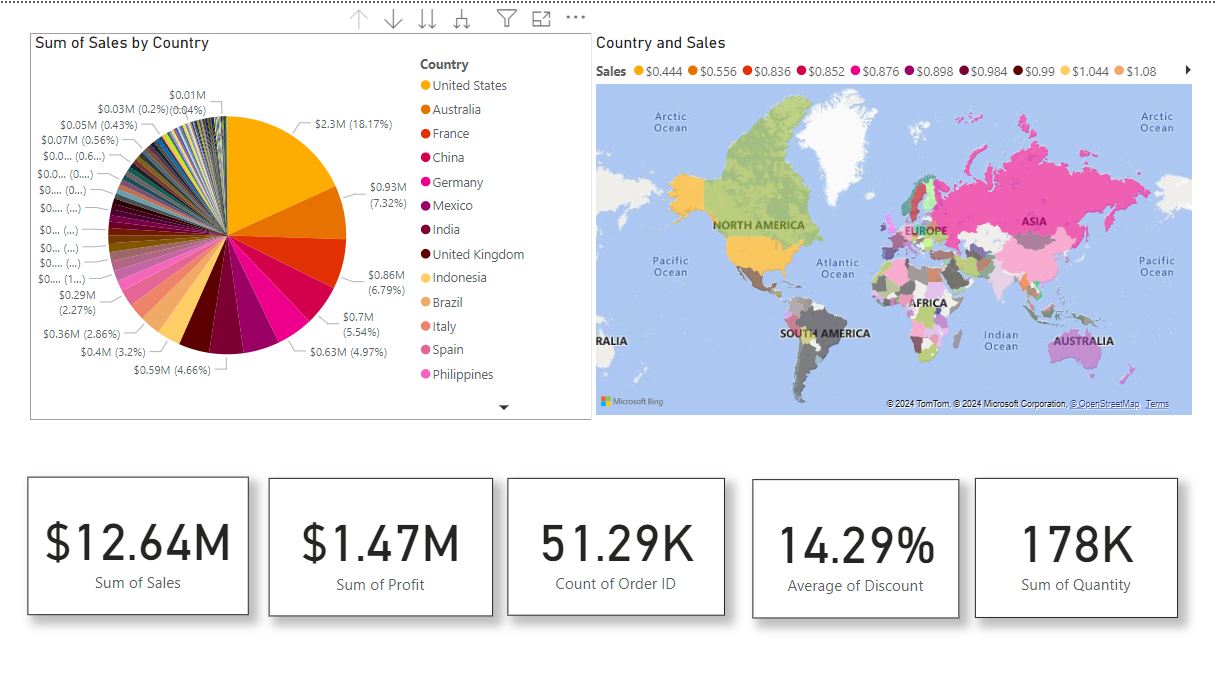 Sum of Sales by Country
Country
United States
Australia
France
China
Germany
Mexico
India
United Kingdom
Indonesia
Brazil
Italy
Spain
Philippines
$2.3M (18.17%)
$0.93M
(7.32%)
$0.86M
(6.79%)
$0.7M
(5.54%)
$0.63M (4.97%)
$0.59M (4.66%)
$0.4M (3.2%)
$0.36M (2.86%)
$0.29M
(2.27%)
$0.... (1...)
$0.... (...)
$0... (...)
$0... (...)
$0.... (...)
$0.... (0...)
$0.0... (0....)
$0.0... (0.6...)
$0.07M (0.56%)
$0.05M (0.43%)
$0.03M (0.2%)
$0.01M
(0.04%)
Country and Sales
Sales $0.444 $0.556 $0.836 $0.852 $0.876 $0.898 $0.984 $0.99 $1.044 $1.08
Arctic
Ocean
Arctic
Ocean
NORTH AMERICA
EUROPE
ASIA
Pacific
Ocean
Atlantic
Ocean
Pacific
Ocean
AFRICA
SOUTH AMERICA
Indian
Ocean
RALIA
AUSTRALIA
Microsoft Bing
© 2024 TomTom, © 2024 Microsoft Corporation, © OpenStreetMap Terms
$12.64M
Sum of Sales
$1.47M
Sum of Profit
51.29K
Count of Order ID
14.29%
Average of Discount
178K
Sum of Quantity